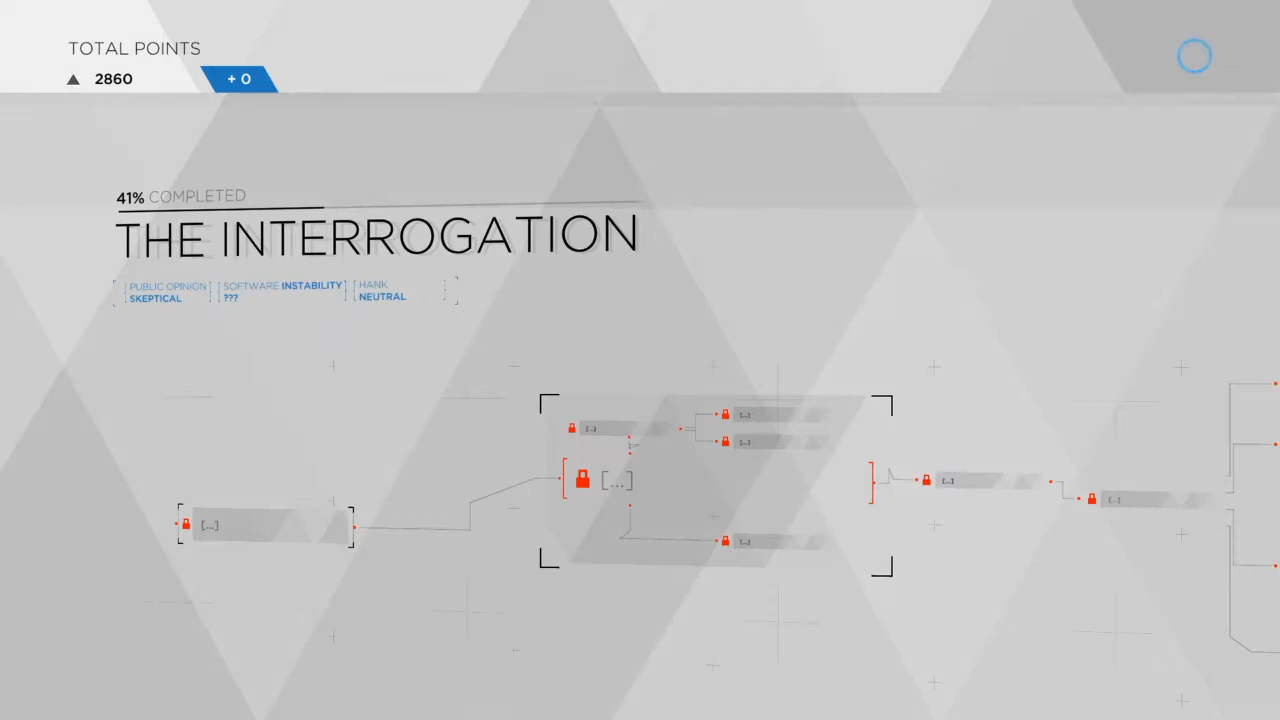 TOTAL POINTS
2860
+ 0
41% COMPLETED
THE INTERROGATION
PUBLIC OPINION
SKEPTICAL
SOFTWARE INSTABILITY
???
HANK
NEUTRAL
[...]
[...]
[...]
[...]
[...]
[...]
[...]
[...]